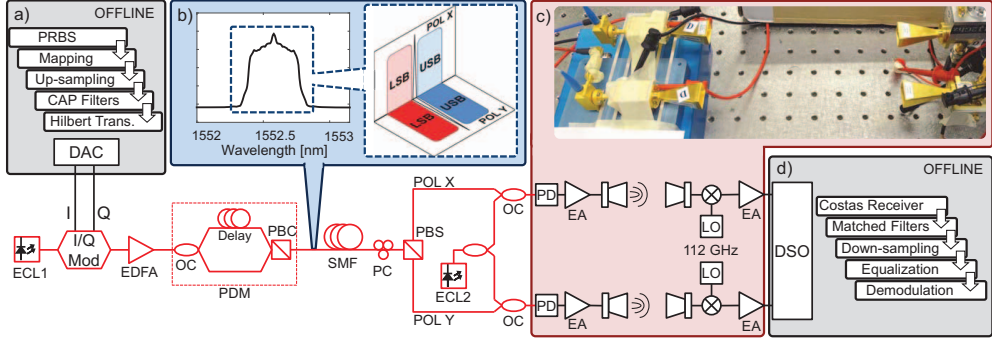 a) OFFLINE
PRBS
Mapping
Up-sampling
CAP Filters
Hilbert Trans.
DAC
I Q
I/Q
Mod
ECL1
EDFA
OC
Delay
PBC
PDM
b)
1552 1552.5 1553
Wavelength [nm]
POL X
LSB
USB
LSB
USB
POL Y
SMF
PC
PBS
POL X
POL Y
ECL2
OC
OC
c)
PD
EA
LO
112 GHz
LO
EA
PD
EA
EA
d) OFFLINE
DSO
Costas Receiver
Matched Filters
Down-sampling
Equalization
Demodulation